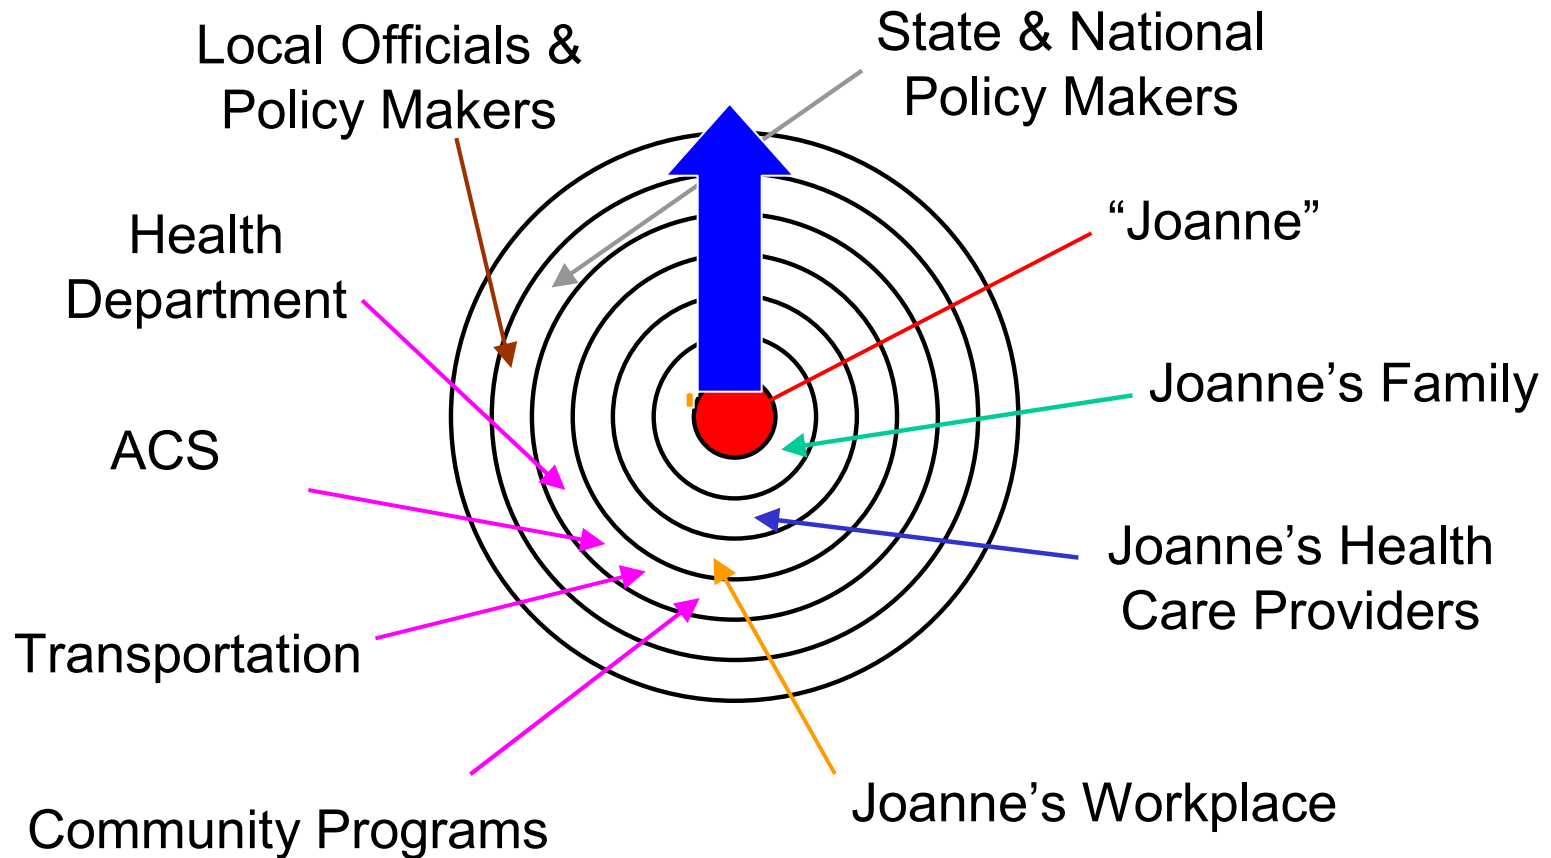 Local Officials &
Policy Makers
State & National
Policy Makers
Health
Department
“Joanne”
Joanne’s Family
ACS
Joanne’s Health
Care Providers
Transportation
Joanne’s Workplace
Community Programs